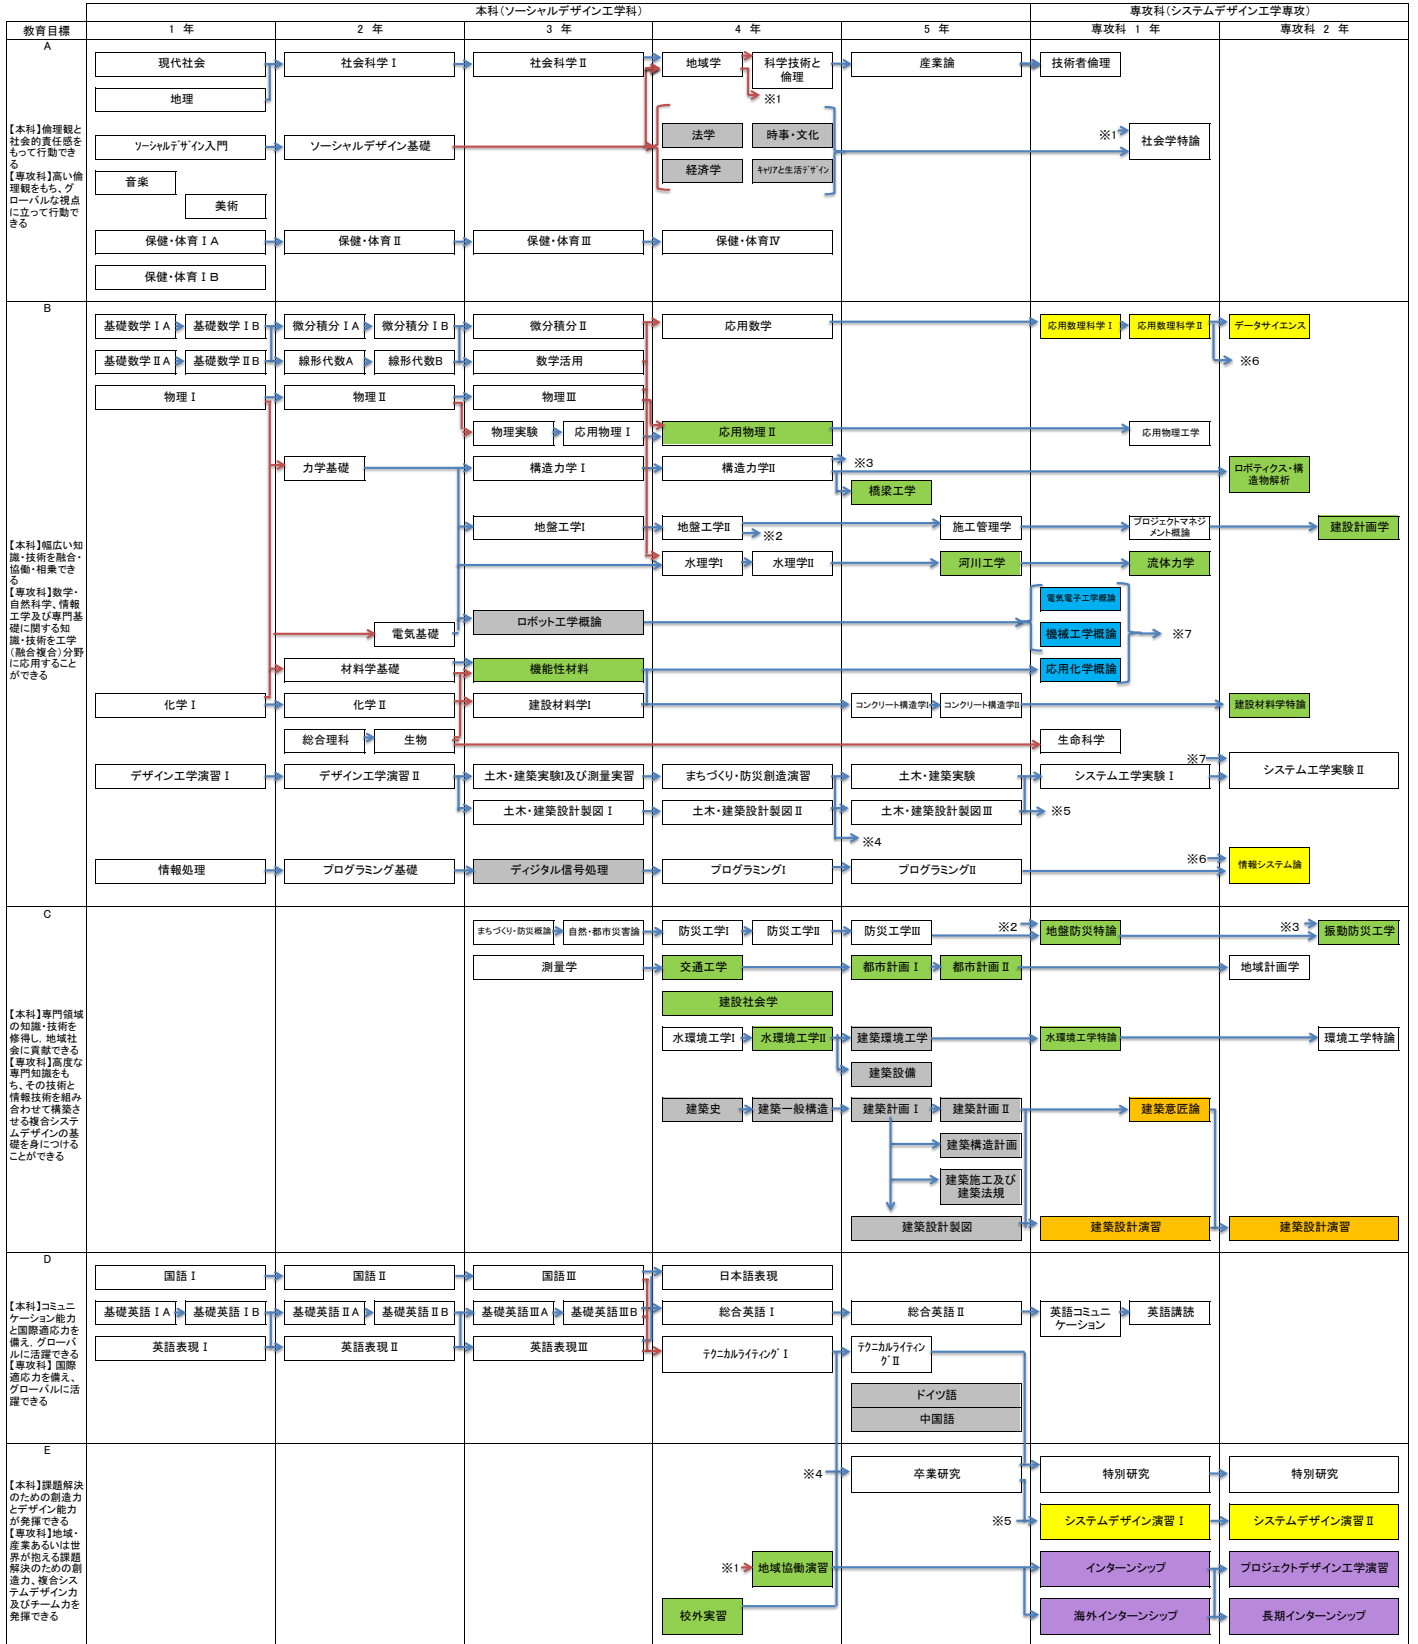 本科（ソーシャルデザイン工学科）
専攻科（システムデザイン工学専攻）
教育目標
1 年
2 年
3 年
4 年
5 年
専攻科 1 年
専攻科 2 年
A
【本科】倫理観と
社会的責任感を
もって行動でき
る
【専攻科】高い倫
理観をもち、グ
ローバルな視点
に立って行動で
きる
現代社会
社会科学Ⅰ
社会科学Ⅱ
地域学
科学技術と
倫理
産業論
技術者倫理
地理
※1
ソーシャルデザイン入門
ソーシャルデザイン基礎
法学
時事・文化
※1
社会学特論
経済学
キャリアと生活デザイン
音楽
美術
保健・体育ⅠA
保健・体育Ⅱ
保健・体育Ⅲ
保健・体育Ⅳ
保健・体育ⅠB
B
【本科】幅広い知
識・技術を融合・
協働・相乗でき
る
【専攻科】数学・
自然科学、情報
工学及び専門基
礎に関する知
識・技術を工学
（融合複合）分野
に応用すること
ができる
基礎数学ⅠA
基礎数学ⅠB
微分積分ⅠA
微分積分ⅠB
微分積分Ⅱ
応用数学
応用数理科学Ⅰ
応用数理科学Ⅱ
データサイエンス
基礎数学ⅡA
基礎数学ⅡB
線形代数A
線形代数B
数学活用
※6
物理Ⅰ
物理Ⅱ
物理Ⅲ
物理実験
応用物理Ⅰ
応用物理Ⅱ
応用物理工学
力学基礎
構造力学Ⅰ
構造力学II
※3
ロボティクス・構
造物解析
橋梁工学
地盤工学I
地盤工学II
※2
施工管理学
プロジェクトマネジ
メント概論
建設計画学
水理学I
水理学II
河川工学
流体力学
電気電子工学概論
電気基礎
ロボット工学概論
機械工学概論
※7
材料学基礎
機能性材料
応用化学概論
化学Ⅰ
化学Ⅱ
建設材料学I
コンクリート構造学I
コンクリート構造学II
建設材料学特論
総合理科
生物
生命科学
※7
デザイン工学演習Ⅰ
デザイン工学演習Ⅱ
土木・建築実験I及び測量実習
まちづくり・防災創造演習
土木・建築実験
システム工学実験Ⅰ
システム工学実験Ⅱ
土木・建築設計製図Ⅰ
土木・建築設計製図Ⅱ
土木・建築設計製図Ⅲ
※5
※4
情報処理
プログラミング基礎
ディジタル信号処理
プログラミングI
プログラミングII
※6
情報システム論
C
【本科】専門領域
の知識・技術を
修得し、地域社
会に貢献できる
【専攻科】高度な
専門知識をも
ち、その技術と
情報技術を組み
合わせて構築さ
せる複合システ
ムデザインの基
礎を身につける
ことができる
まちづくり・防災概論
自然・都市災害論
防災工学I
防災工学II
防災工学III
※2
地盤防災特論
※3
振動防災工学
測量学
交通工学
都市計画Ⅰ
都市計画Ⅱ
地域計画学
建設社会学
水環境工学I
水環境工学II
建築環境工学
水環境工学特論
環境工学特論
建築設備
建築史
建築一般構造
建築計画Ⅰ
建築計画Ⅱ
建築意匠論
建築構造計画
建築施工及び
建築法規
建築設計製図
建築設計演習
建築設計演習
D
【本科】コミュニ
ケーション能力
と国際適応力を
備え、グローバ
ルに活躍できる
【専攻科】国際
適応力を備え、
グローバルに活
躍できる
国語Ⅰ
国語Ⅱ
国語Ⅲ
日本語表現
基礎英語ⅠA
基礎英語ⅠB
基礎英語ⅡA
基礎英語ⅡB
基礎英語ⅢA
基礎英語ⅢB
総合英語Ⅰ
総合英語Ⅱ
英語コミュニ
ケーション
英語講読
英語表現Ⅰ
英語表現Ⅱ
英語表現Ⅲ
テクニカルライティングⅠ
テクニカルライティン
グⅡ
ドイツ語
中国語
E
【本科】課題解決
のための創造力
とデザイン能力
が発揮できる
【専攻科】地域・
産業あるいは世
界が抱える課題
解決のための創
造力、複合シス
テムデザイン力
及びチーム力を
発揮できる
※4
卒業研究
特別研究
特別研究
※5
システムデザイン演習Ⅰ
システムデザイン演習Ⅱ
※1
地域協働演習
インターンシップ
プロジェクトデザイン工学演習
校外実習
海外インターンシップ
長期インターンシップ